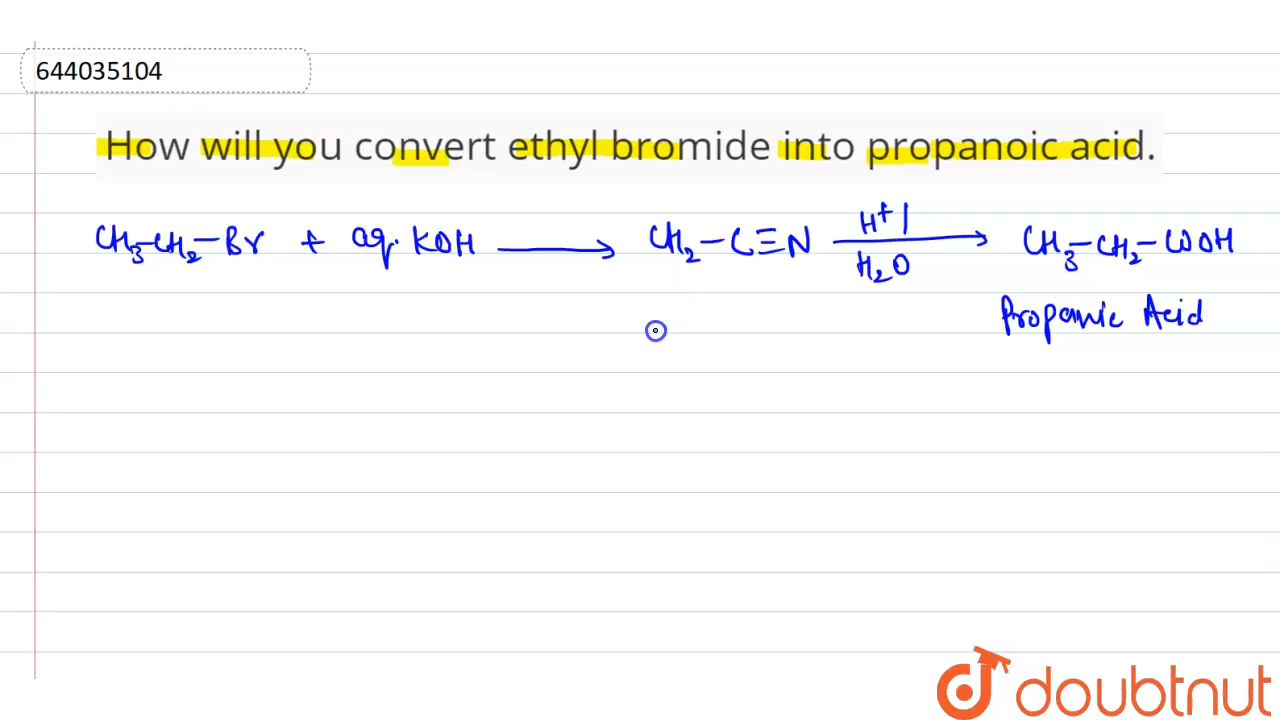 644035104
How will you convert ethyl bromide into propanoic acid.
CH3-CH2-Br + aq. KOH ⟶ CH2-C≡N H+/H2O ⟶ CH3-CH2-COOH
Propanic Acid
doubtnut